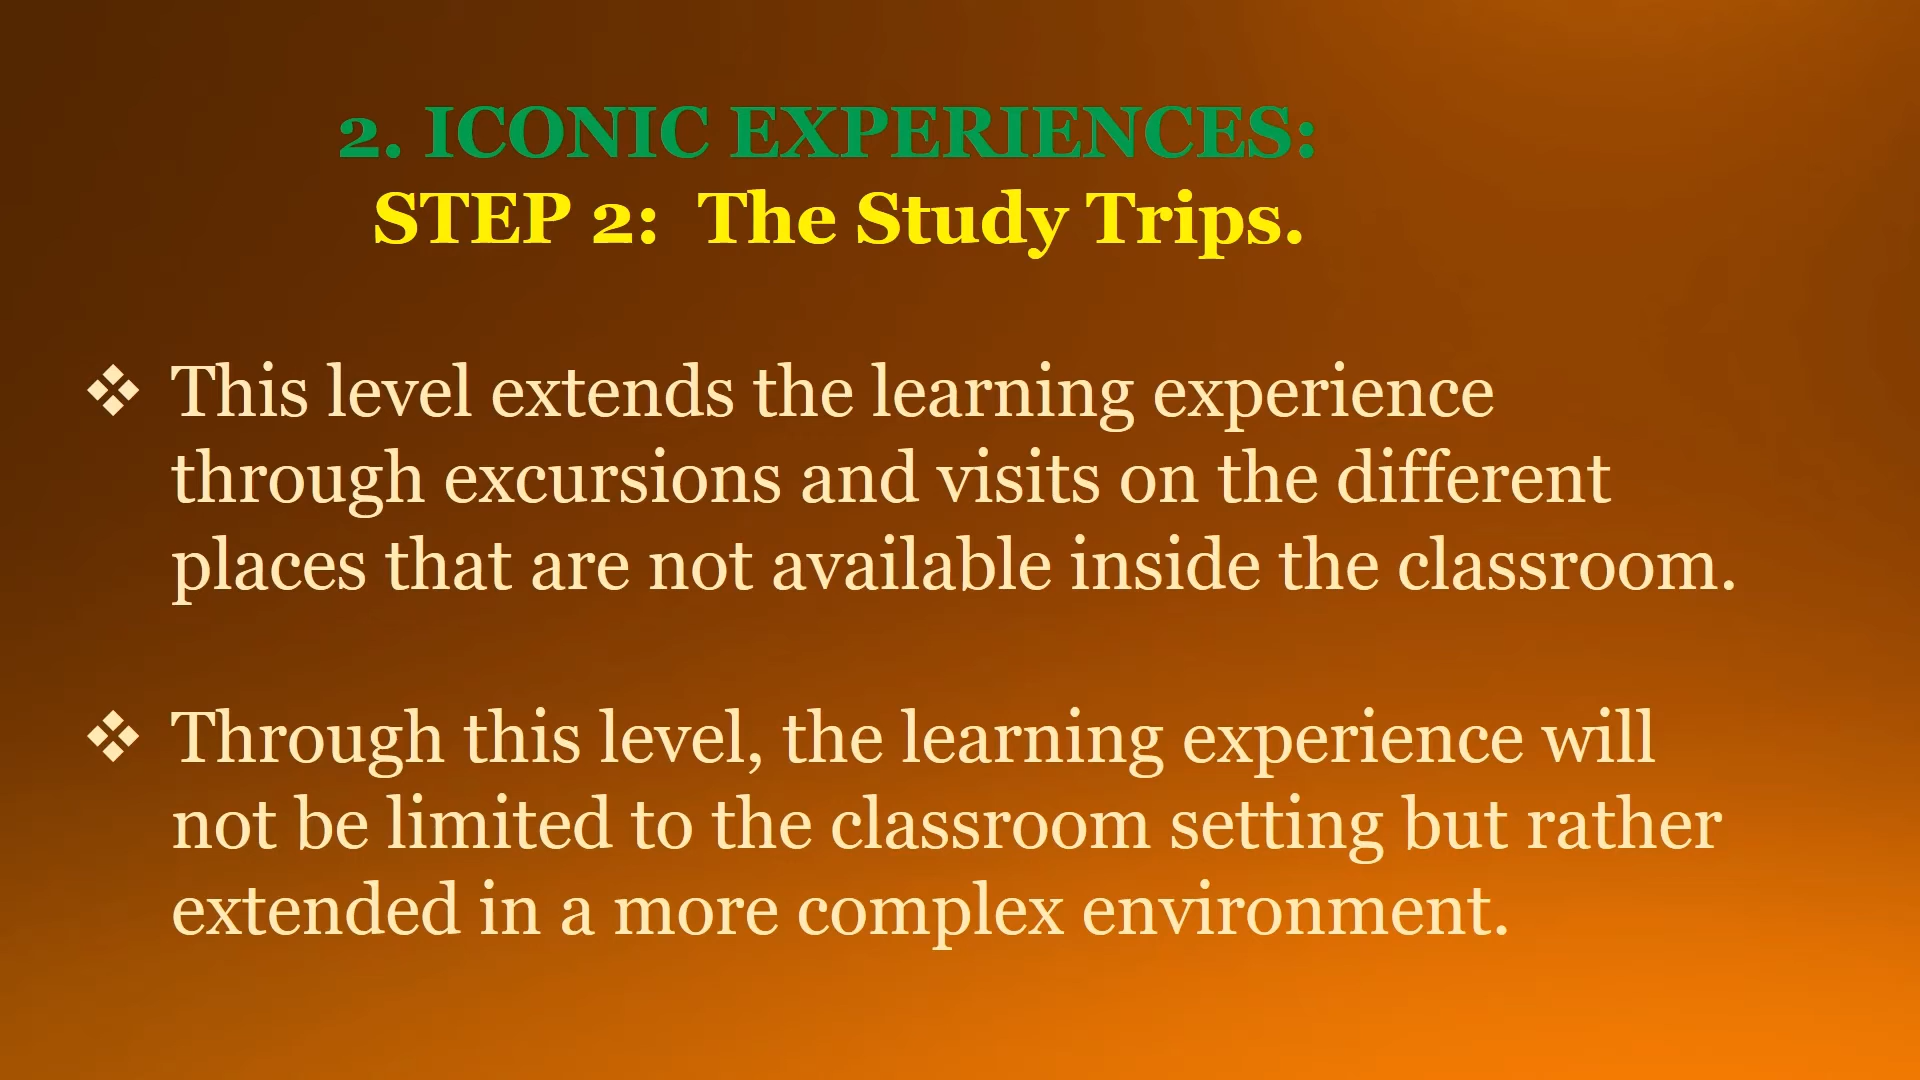 2. ICONIC EXPERIENCES:
STEP 2: The Study Trips.
❖ This level extends the learning experience
through excursions and visits on the different
places that are not available inside the classroom.
❖ Through this level, the learning experience will
not be limited to the classroom setting but rather
extended in a more complex environment.